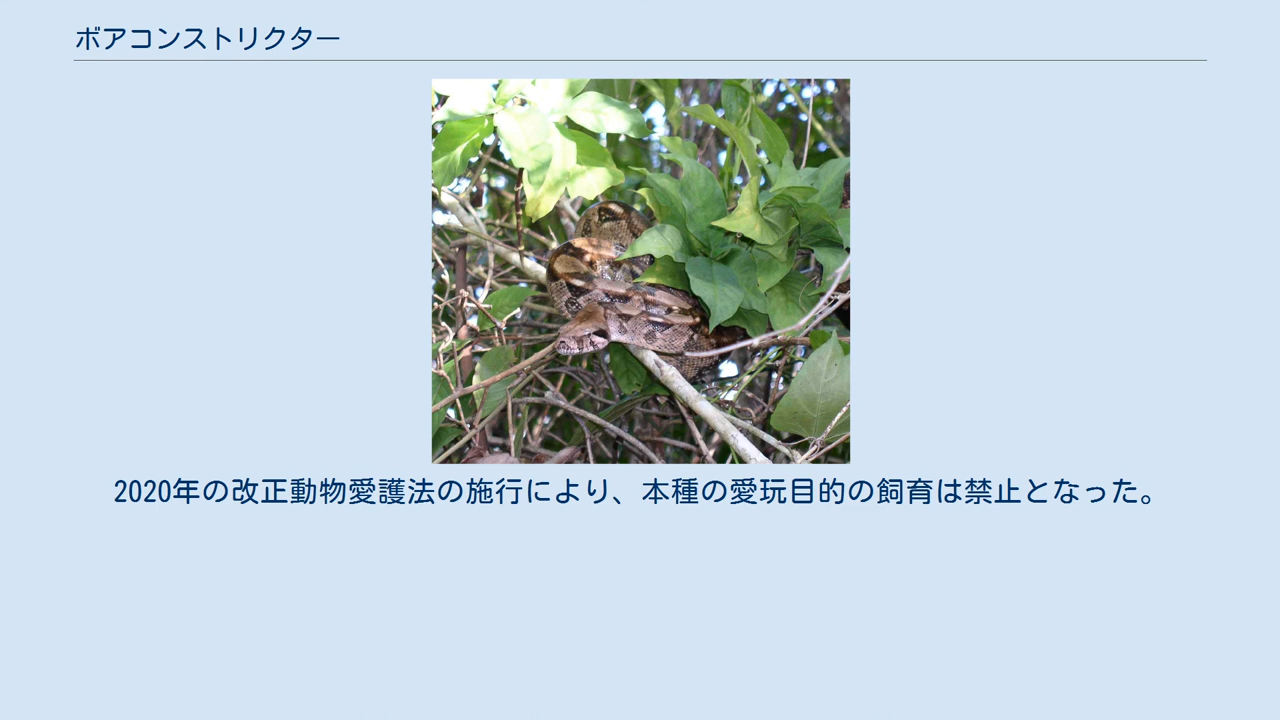 ボアコンストリクター
2020年の改正動物愛護法の施行により、本種の愛玩目的の飼育は禁止となった。